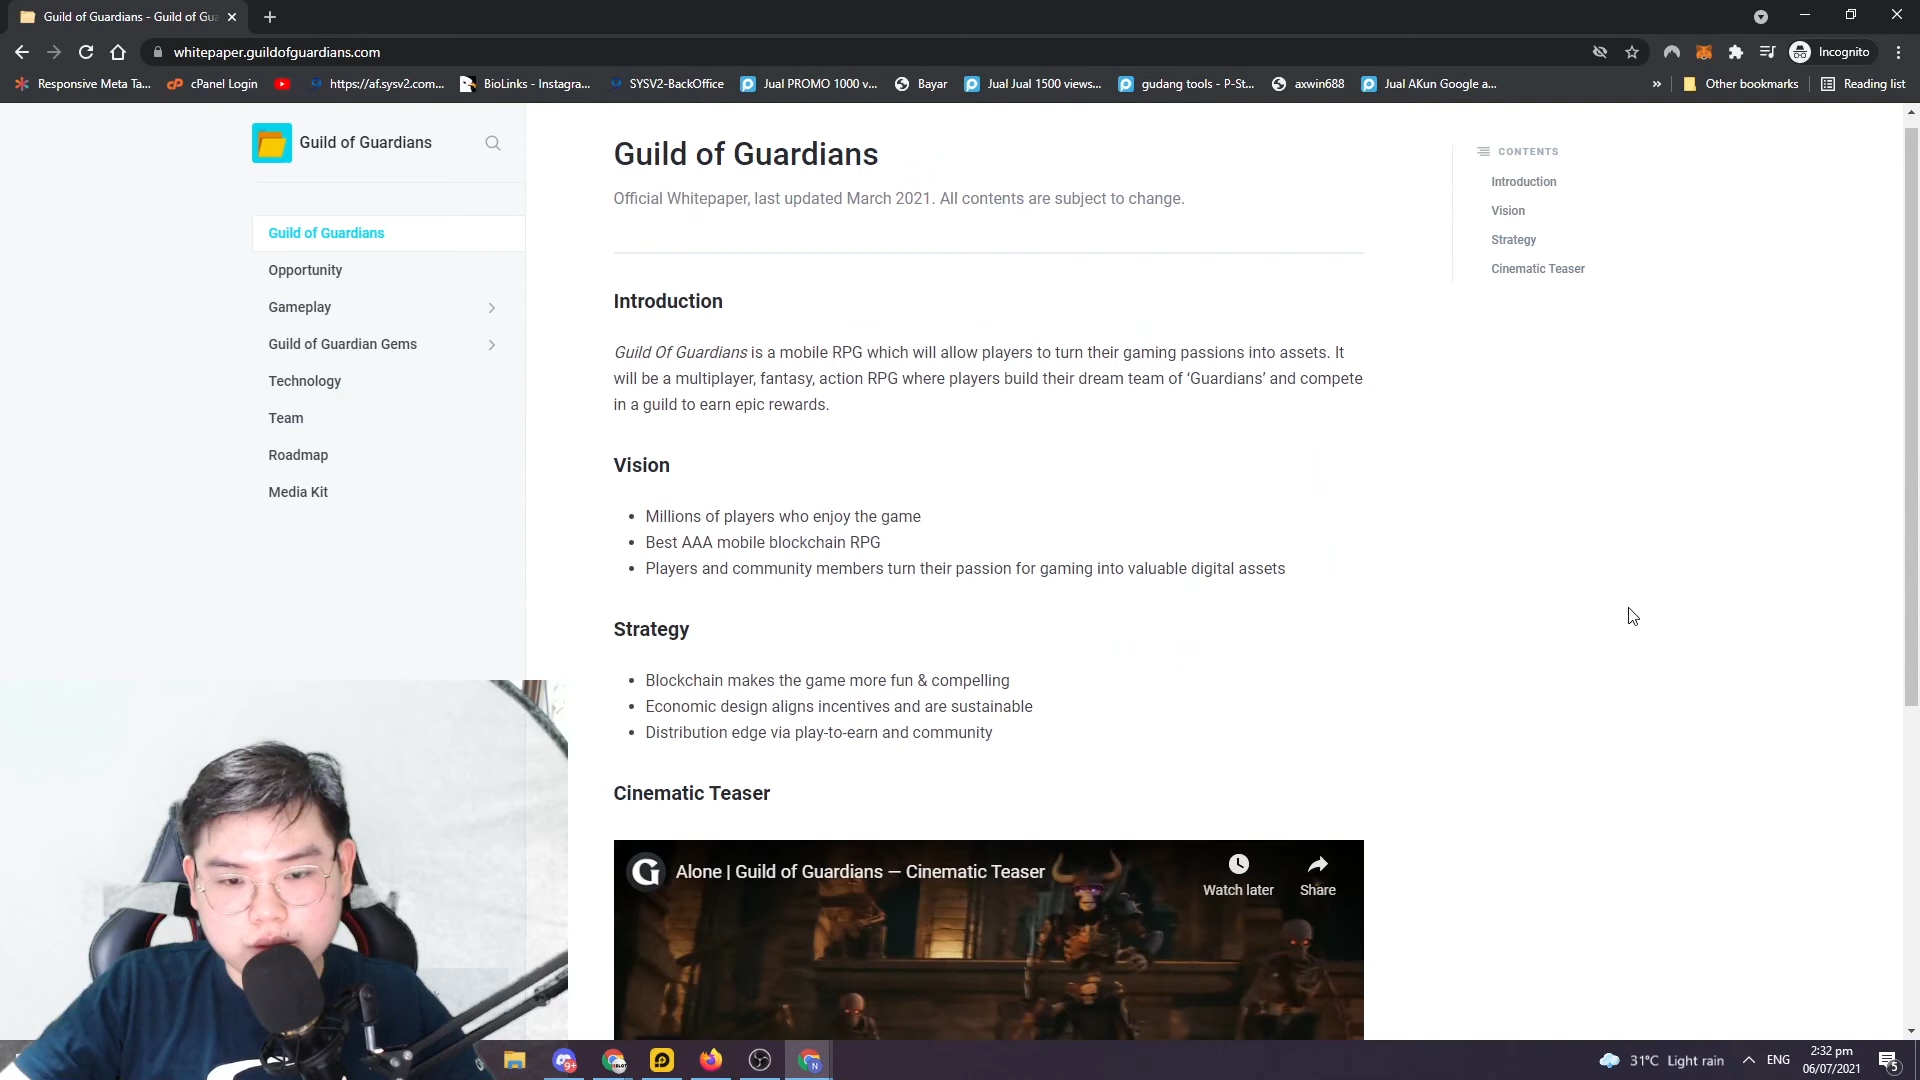 Guild of Guardians - Guild of Gua
whitepaper.guildofguardians.com
Incognito
Responsive Meta Ta...
cPanel Login
https://af.sysv2.com...
BioLinks - Instagra...
SYSV2-BackOffice
Jual PROMO 1000 v...
Bayar
Jual Jual 1500 views...
gudang tools - P-St...
axwin688
Jual AKun Google a...
»
Other bookmarks
Reading list
Guild of Guardians
Guild of Guardians
Opportunity
Gameplay
Guild of Guardian Gems
Technology
Team
Roadmap
Media Kit
Guild of Guardians
Official Whitepaper, last updated March 2021. All contents are subject to change.
Introduction
Guild Of Guardians is a mobile RPG which will allow players to turn their gaming passions into assets. It
will be a multiplayer, fantasy, action RPG where players build their dream team of ‘Guardians’ and compete
in a guild to earn epic rewards.
Vision
• Millions of players who enjoy the game
• Best AAA mobile blockchain RPG
• Players and community members turn their passion for gaming into valuable digital assets
Strategy
• Blockchain makes the game more fun & compelling
• Economic design aligns incentives and are sustainable
• Distribution edge via play-to-earn and community
Cinematic Teaser
Alone | Guild of Guardians — Cinematic Teaser
Watch later
Share
CONTENTS
Introduction
Vision
Strategy
Cinematic Teaser
31°C Light rain
ENG
2:32 pm
06/07/2021
5